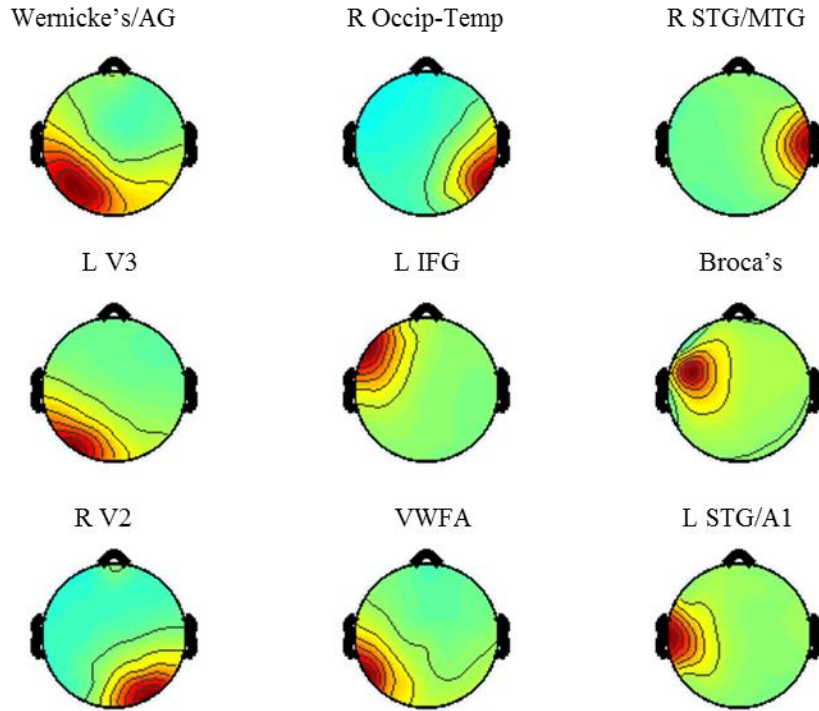 Wernicke’s/AG
R Occip-Temp
R STG/MTG
L V3
L IFG
Broca’s
R V2
VWFA
L STG/A1